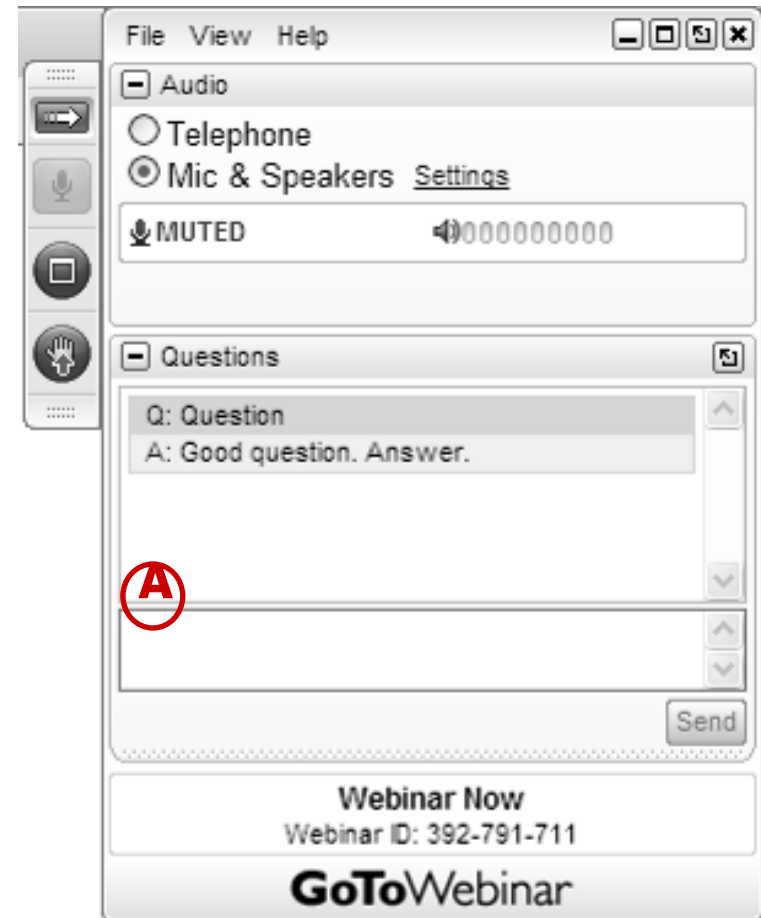 File View Help
Audio
Telephone
Mic & Speakers Settings
MUTED
Questions
Q: Question
A: Good question. Answer.
A
Send
Webinar Now
Webinar ID: 392-791-711
GoToWebinar